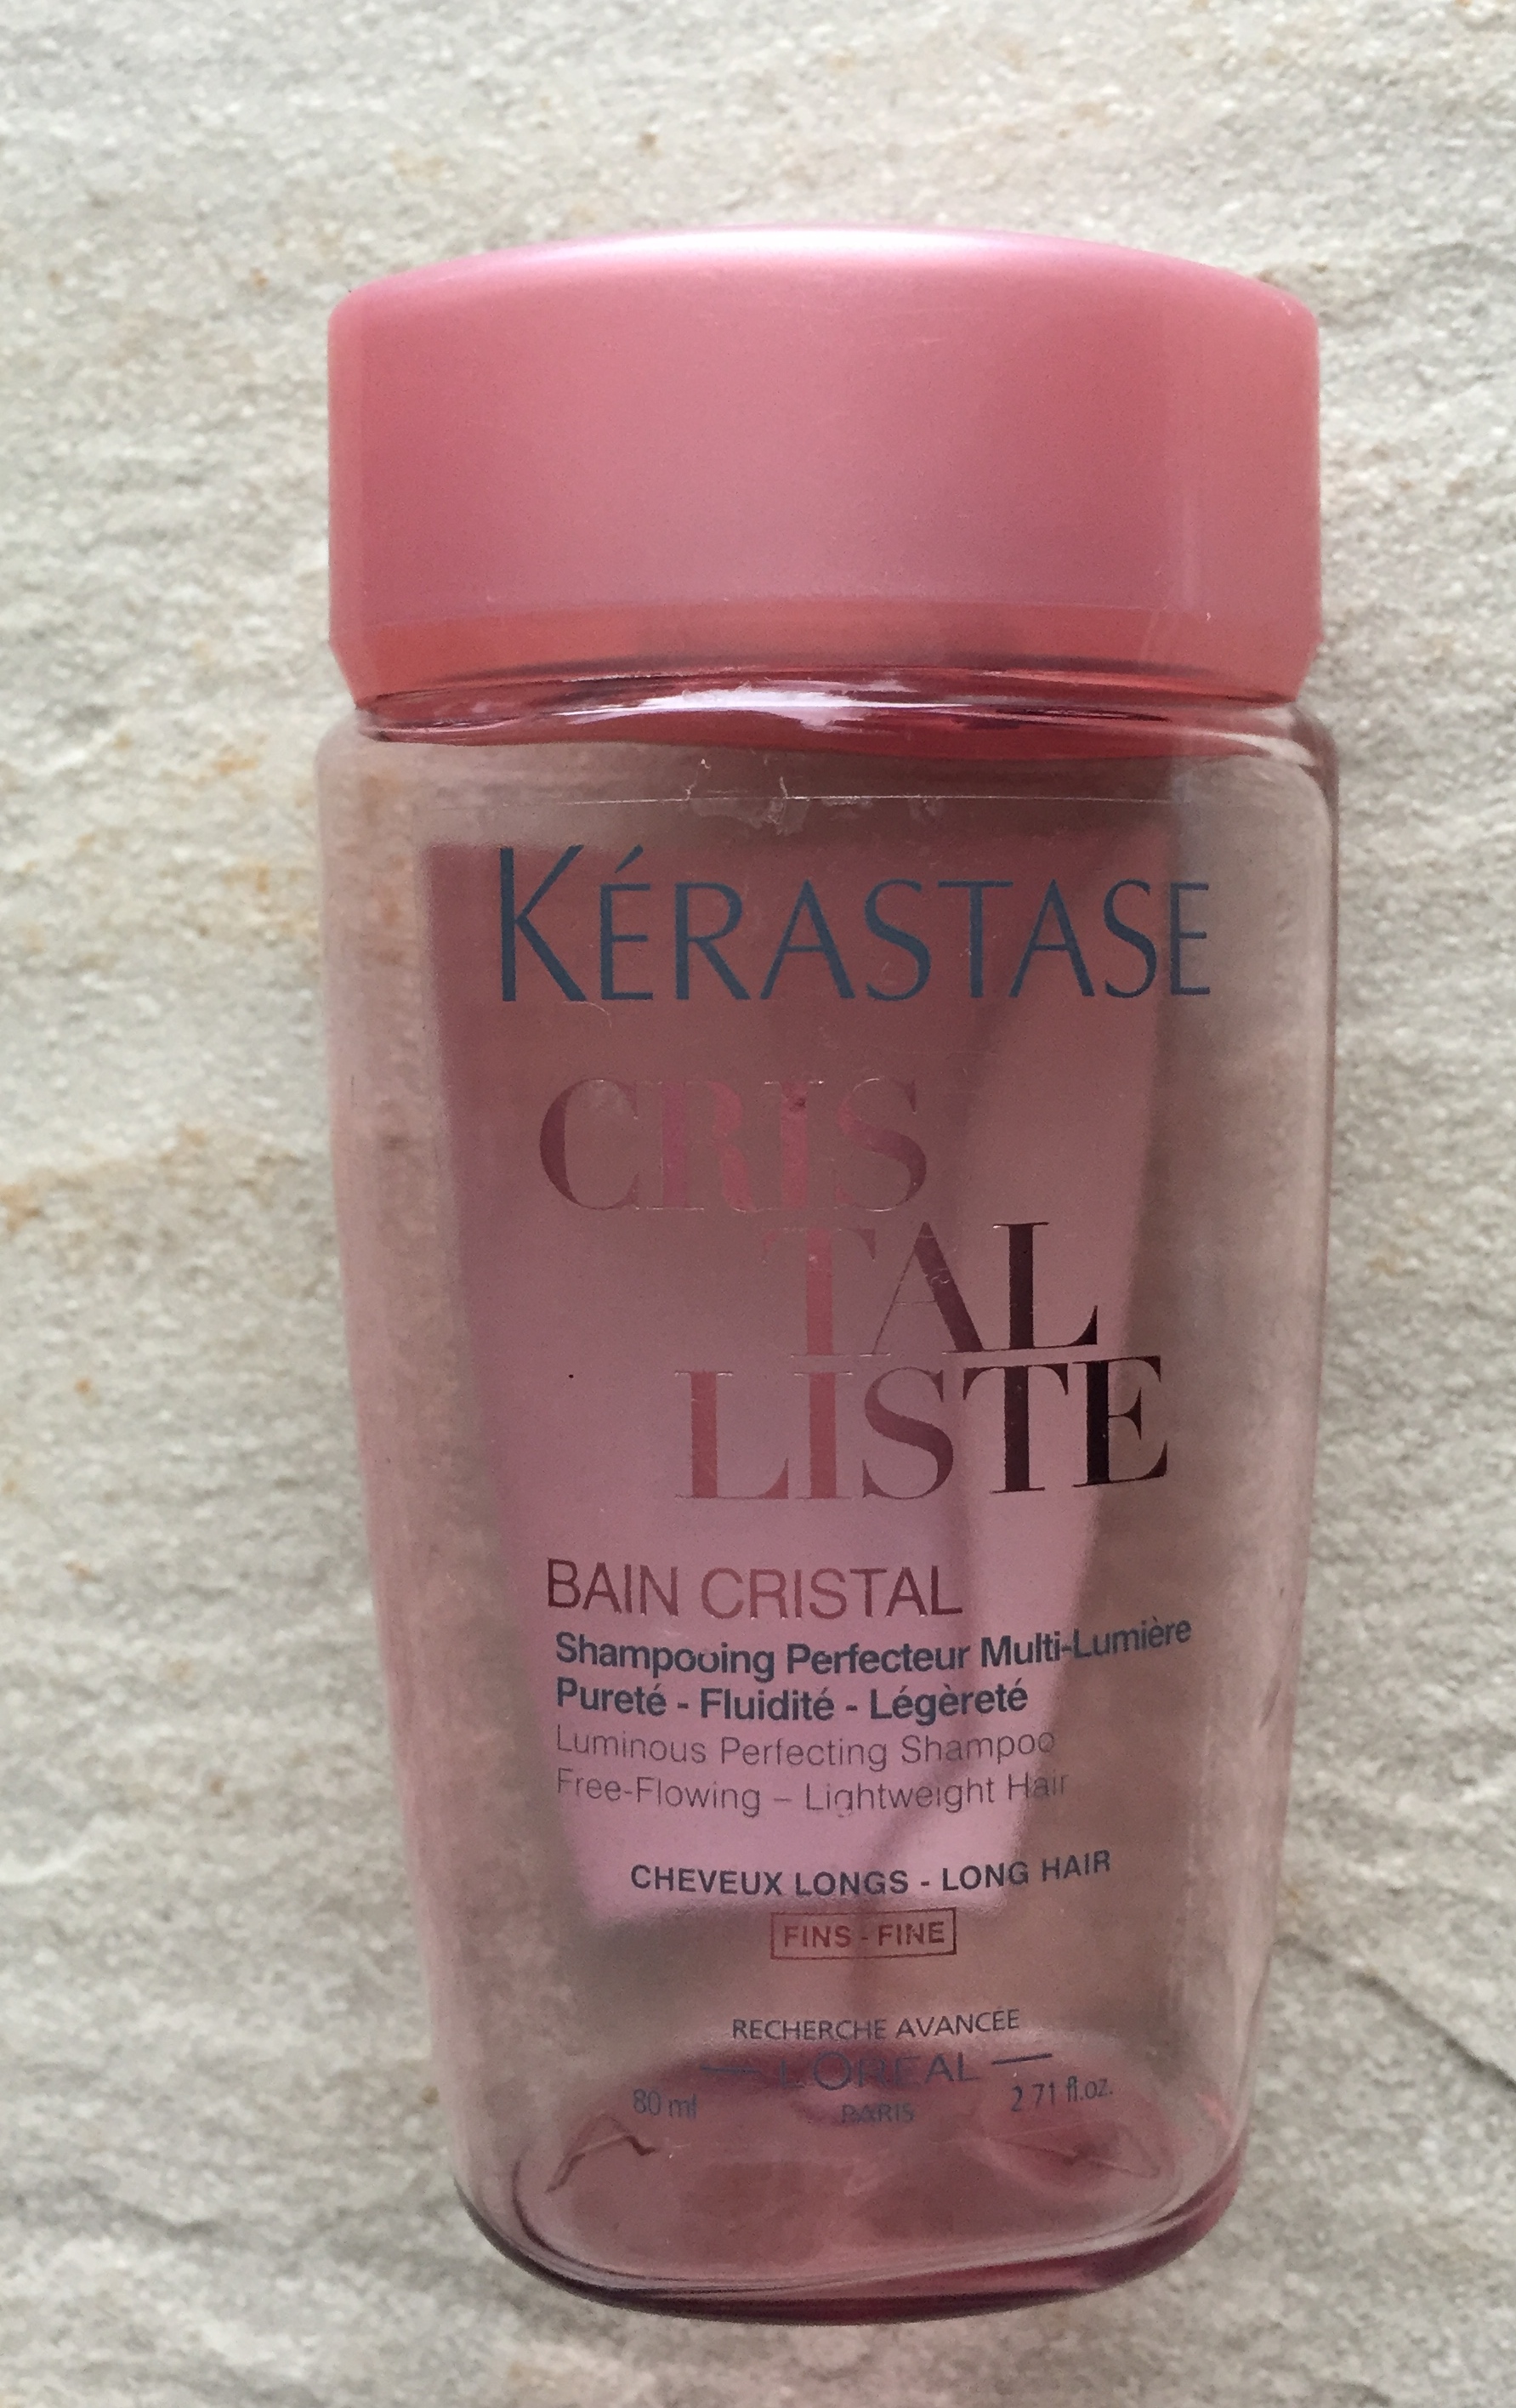 KÉRASTASE
CRIS
TAL
LISTE
BAIN CRISTAL
Shampooing Perfecteur Multi-Lumière
Pureté - Fluidité - Légèreté
Luminous Perfecting Shampoo
Free-Flowing – Lightweight Hair
CHEVEUX LONGS - LONG HAIR
FINS - FINE
RECHERCHE AVANCÉE
L'ORÉAL
PARIS
80 ml
2.71 fl.oz.